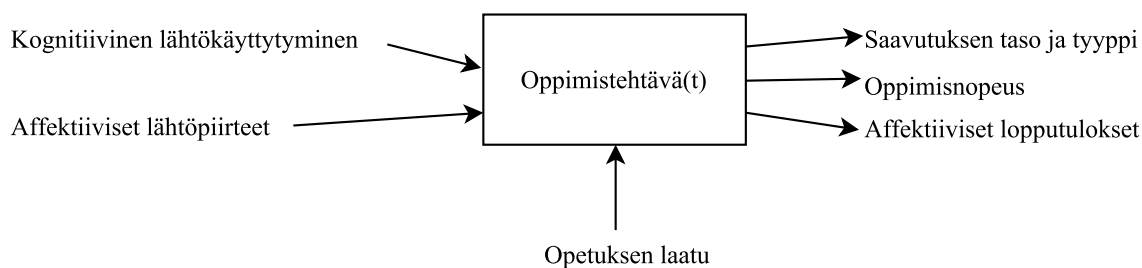 Kognitiivinen lähtökäyttytyminen
Affektiiviset lähtöpiirteet
Oppimistehtävä(t)
Opetuksen laatu
Saavutuksen taso ja tyyppi
Oppimisnopeus
Affektiiviset lopputulokset